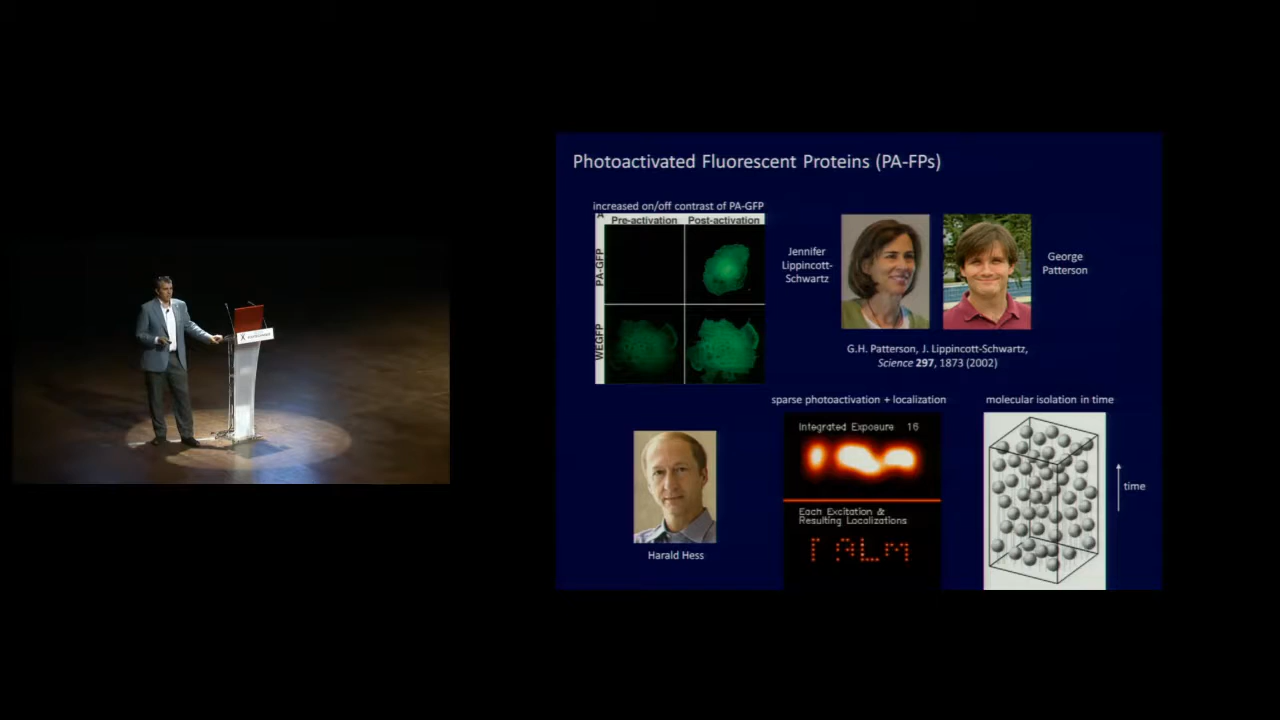 Photoactivated Fluorescent Proteins (PA-FPs)
increased on/off contrast of PA-GFP
A
Pre-activation Post-activation
PA-GFP
Jennifer
Lippincott-
Schwartz
George
Patterson
G.H. Patterson, J. Lippincott-Schwartz,
Science 297, 1873 (2002)
sparse photoactivation + localization
molecular isolation in time
Integrated Exposure 16
Each Excitation &
Resulting Localizations
time
Harald Hess